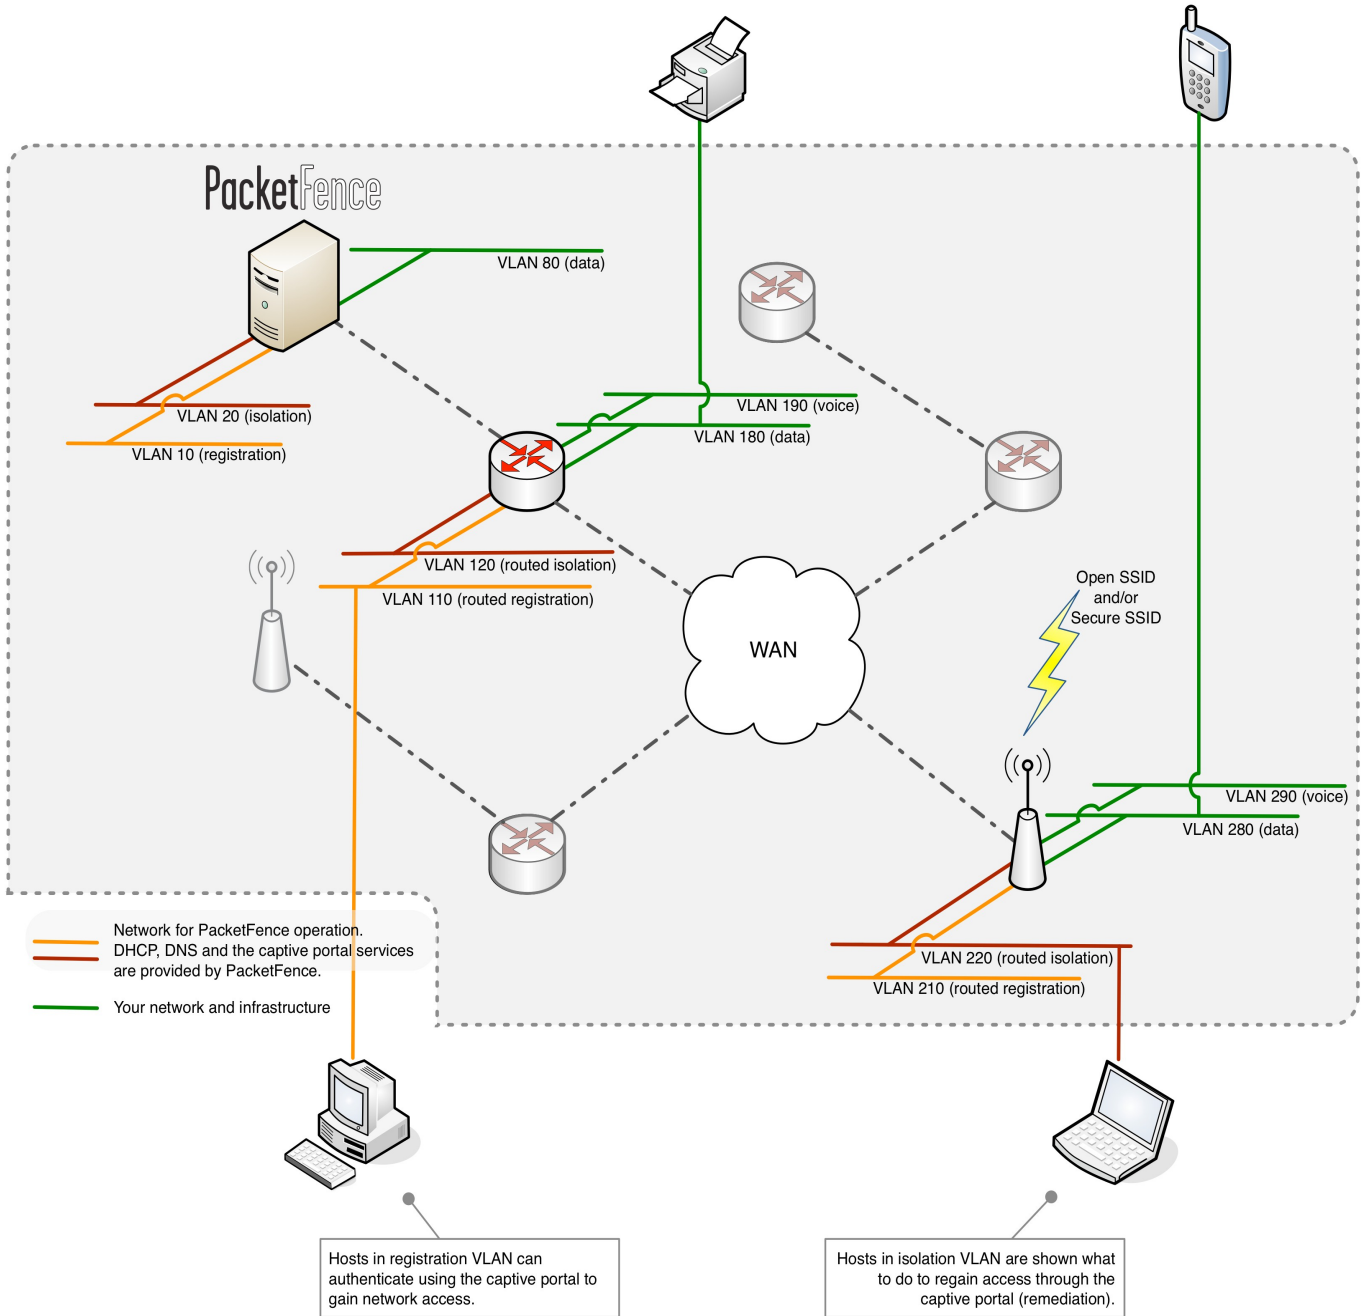 PacketFence
VLAN 80 (data)
VLAN 20 (isolation)
VLAN 10 (registration)
VLAN 190 (voice)
VLAN 180 (data)
VLAN 120 (routed isolation)
VLAN 110 (routed registration)
WAN
Open SSID
and/or
Secure SSID
VLAN 290 (voice)
VLAN 280 (data)
VLAN 220 (routed isolation)
VLAN 210 (routed registration)
Network for PacketFence operation.
DHCP, DNS and the captive portal services
are provided by PacketFence.
Your network and infrastructure
Hosts in registration VLAN can
authenticate using the captive portal to
gain network access.
Hosts in isolation VLAN are shown what
to do to regain access through the
captive portal (remediation).